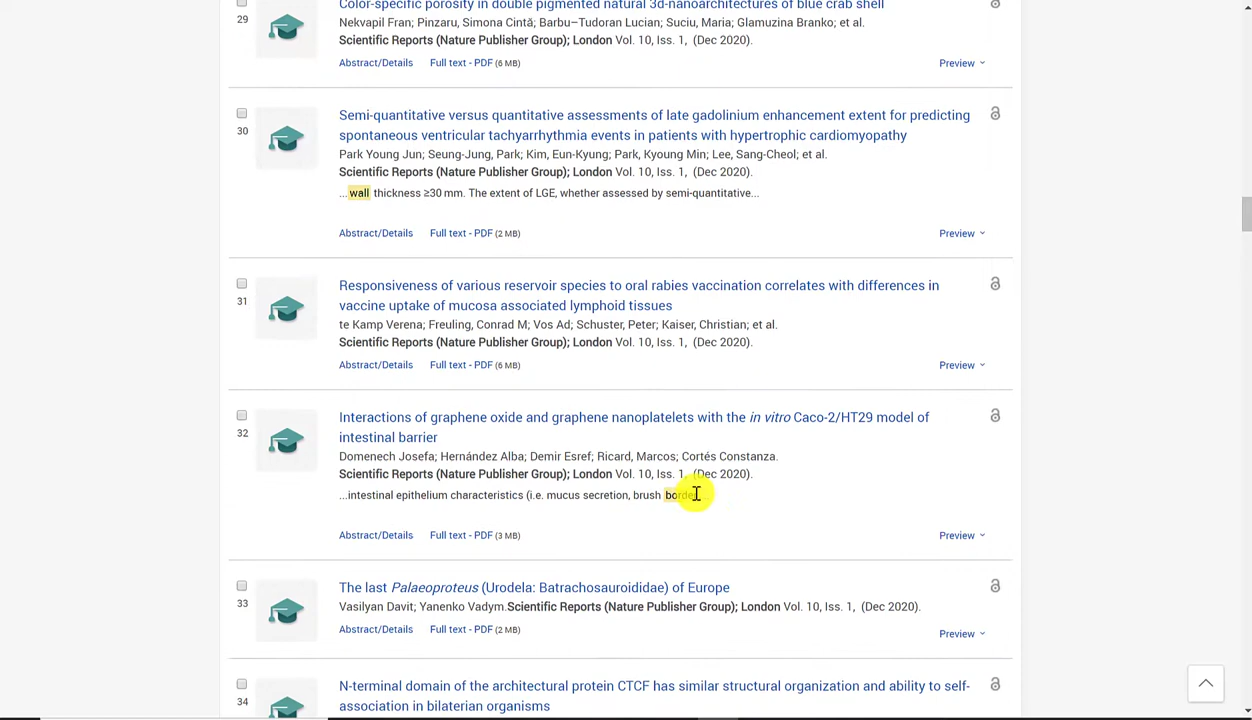 Color-specific porosity in double pigmented natural 3d-nanoarchitectures of blue crab shell
29
Nekvapil Fran; Pinzaru, Simona Cintă; Barbu–Tudoran Lucian; Suciu, Maria; Glamuzina Branko; et al.
Scientific Reports (Nature Publisher Group); London Vol. 10, Iss. 1, (Dec 2020).
Abstract/Details Full text - PDF (6 MB) Preview
30
Semi-quantitative versus quantitative assessments of late gadolinium enhancement extent for predicting
spontaneous ventricular tachyarrhythmia events in patients with hypertrophic cardiomyopathy
Park Young Jun; Seung-Jung, Park; Kim, Eun-Kyung; Park, Kyoung Min; Lee, Sang-Cheol; et al.
Scientific Reports (Nature Publisher Group); London Vol. 10, Iss. 1, (Dec 2020).
...wall thickness ≥30 mm. The extent of LGE, whether assessed by semi-quantitative...
Abstract/Details Full text - PDF (2 MB) Preview
31
Responsiveness of various reservoir species to oral rabies vaccination correlates with differences in
vaccine uptake of mucosa associated lymphoid tissues
te Kamp Verena; Freuling, Conrad M; Vos Ad; Schuster, Peter; Kaiser, Christian; et al.
Scientific Reports (Nature Publisher Group); London Vol. 10, Iss. 1, (Dec 2020).
Abstract/Details Full text - PDF (6 MB) Preview
32
Interactions of graphene oxide and graphene nanoplatelets with the in vitro Caco-2/HT29 model of
intestinal barrier
Domenech Josefa; Hernández Alba; Demir Esref; Ricard, Marcos; Cortés Constanza.
Scientific Reports (Nature Publisher Group); London Vol. 10, Iss. 1, (Dec 2020).
...intestinal epithelium characteristics (i.e. mucus secretion, brush border...
Abstract/Details Full text - PDF (3 MB) Preview
33
The last Palaeoproteus (Urodela: Batrachosauroididae) of Europe
Vasilyan Davit; Yanenko Vadym.Scientific Reports (Nature Publisher Group); London Vol. 10, Iss. 1, (Dec 2020).
Abstract/Details Full text - PDF (2 MB) Preview
34
N-terminal domain of the architectural protein CTCF has similar structural organization and ability to self-
association in bilaterian organisms